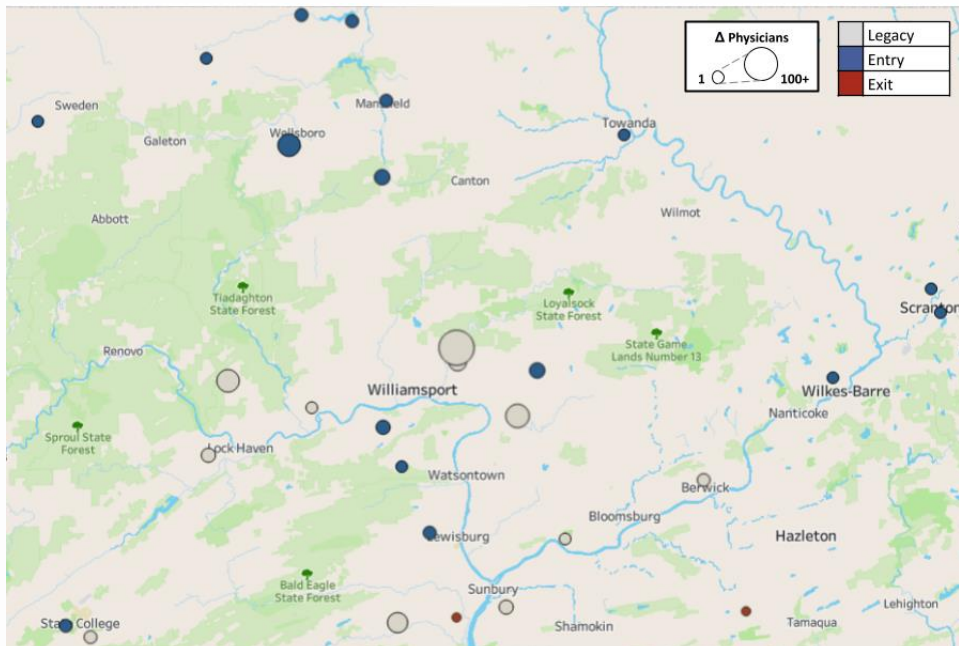 Δ Physicians
1
100+
Legacy
Entry
Exit
Sweden
Mansfield
Galeton
Wellsboro
Towanda
Canton
Abbott
Wilmot
Tiadaghton
State Forest
Loyalsock
State Forest
Scranton
State Game
Lands Number 13
Renovo
Williamsport
Wilkes-Barre
Nanticoke
Sproul State
Forest
Lock Haven
Watsontown
Berwick
Bloomsburg
Hazleton
Lewisburg
Bald Eagle
State Forest
Sunbury
Lehighton
State College
Shamokin
Tamaqua